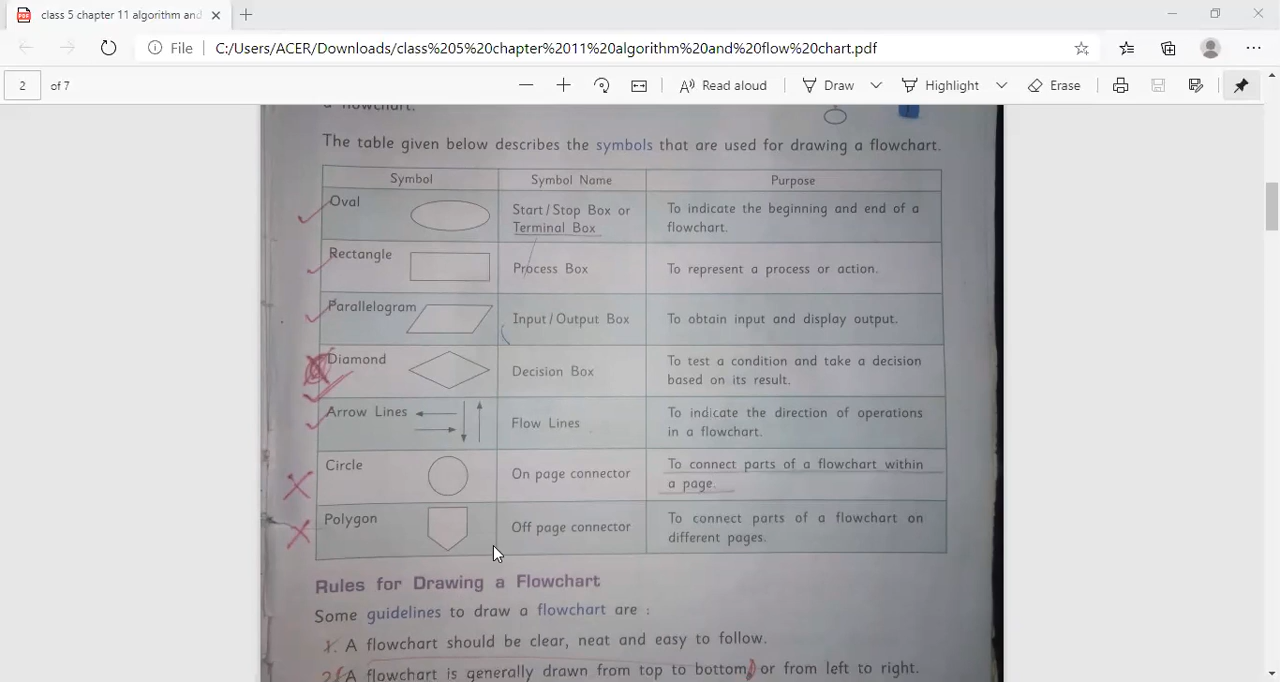 class 5 chapter 11 algorithm and
File C:/Users/ACER/Downloads/class%205%20chapter%2011%20algorithm%20and%20flow%20chart.pdf
2 of 7 Read aloud Draw Highlight Erase
a flowchart.
The table given below describes the symbols that are used for drawing a flowchart.
Symbol Symbol Name Purpose
Oval Start/Stop Box or Terminal Box To indicate the beginning and end of a flowchart.
Rectangle Process Box To represent a process or action.
Parallelogram Input/Output Box To obtain input and display output.
Diamond Decision Box To test a condition and take a decision based on its result.
Arrow Lines Flow Lines To indicate the direction of operations in a flowchart.
Circle On page connector To connect parts of a flowchart within a page.
Polygon Off page connector To connect parts of a flowchart on different pages.
Rules for Drawing a Flowchart
Some guidelines to draw a flowchart are :
1. A flowchart should be clear, neat and easy to follow.
2. A flowchart is generally drawn from top to bottom or from left to right.